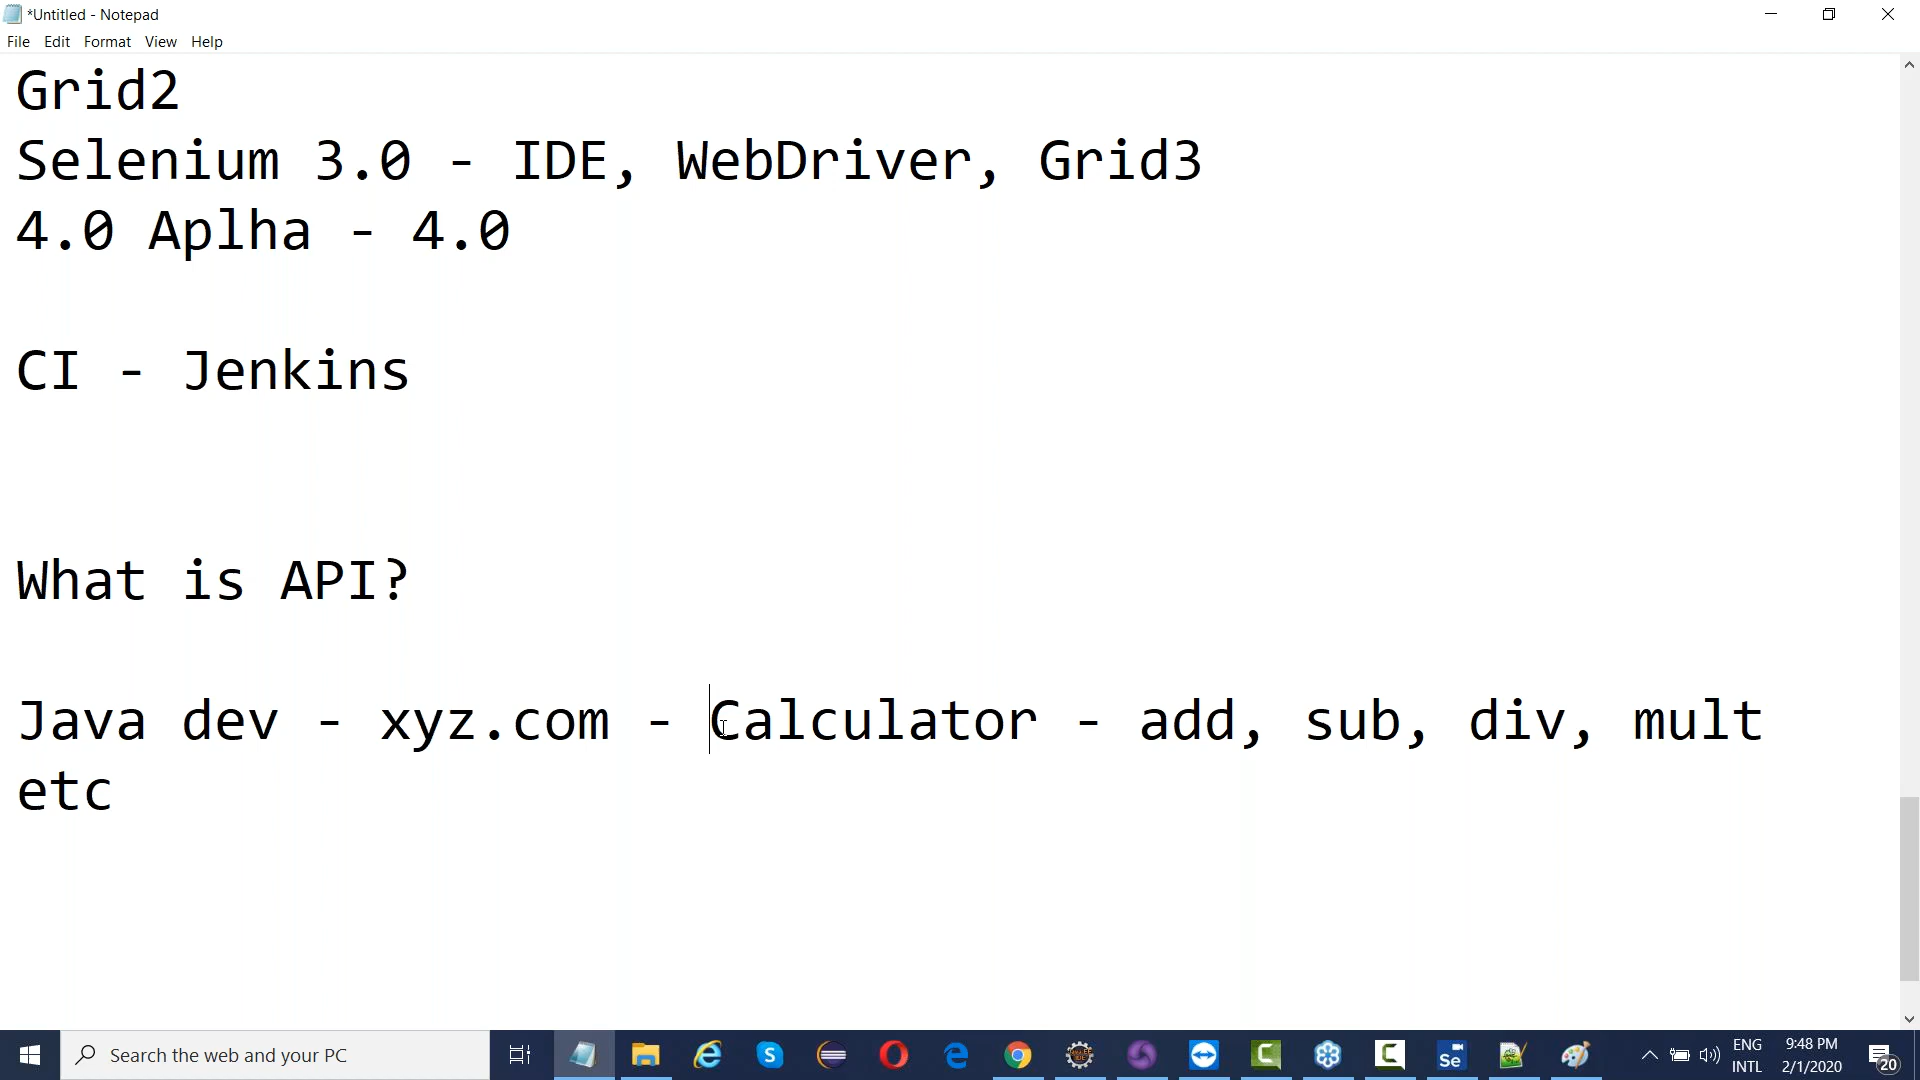 *Untitled - Notepad
File Edit Format View Help
Grid2
Selenium 3.0 - IDE, WebDriver, Grid3
4.0 Aplha - 4.0
CI - Jenkins
What is API?
Java dev - xyz.com - Calculator - add, sub, div, mult
etc
Search the web and your PC
Se
ENG
INTL
9:48 PM
2/1/2020
20